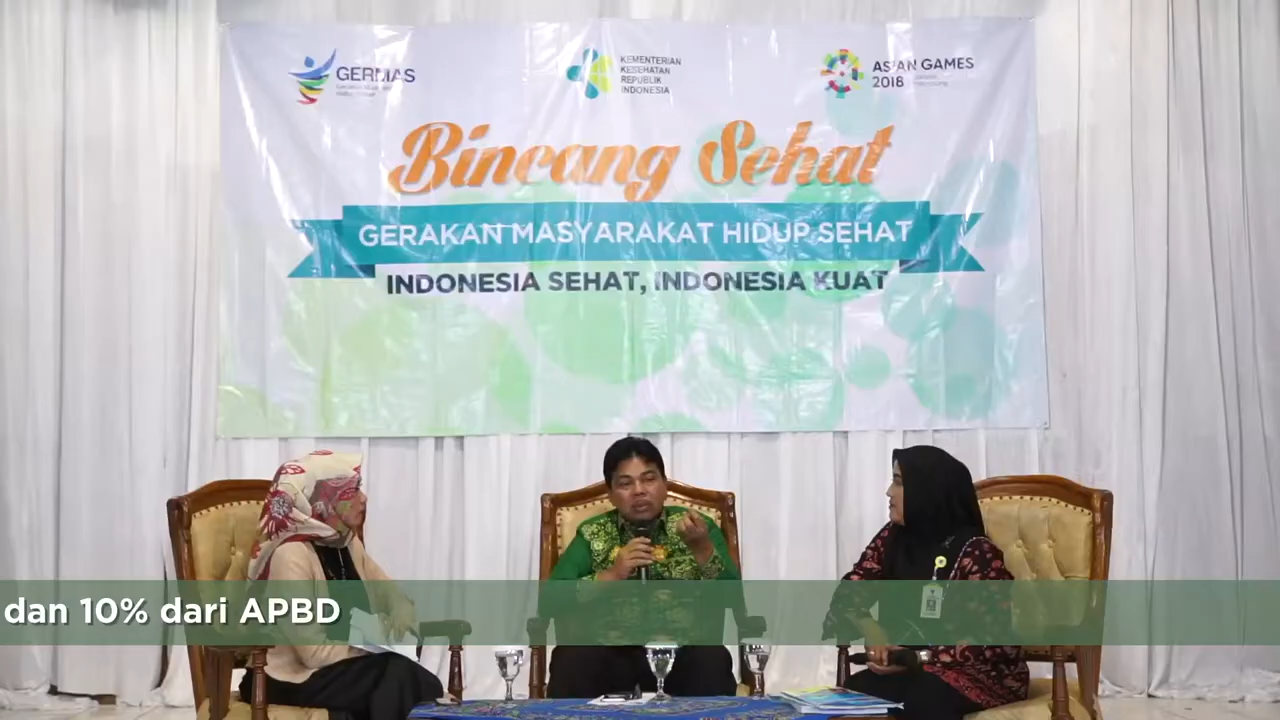 GERMAS
KEMENTERIAN
KESEHATAN
REPUBLIK
INDONESIA
ASIAN GAMES
2018
Bincang Sehat
GERAKAN MASYARAKAT HIDUP SEHAT
INDONESIA SEHAT, INDONESIA KUAT
dan 10% dari APBD